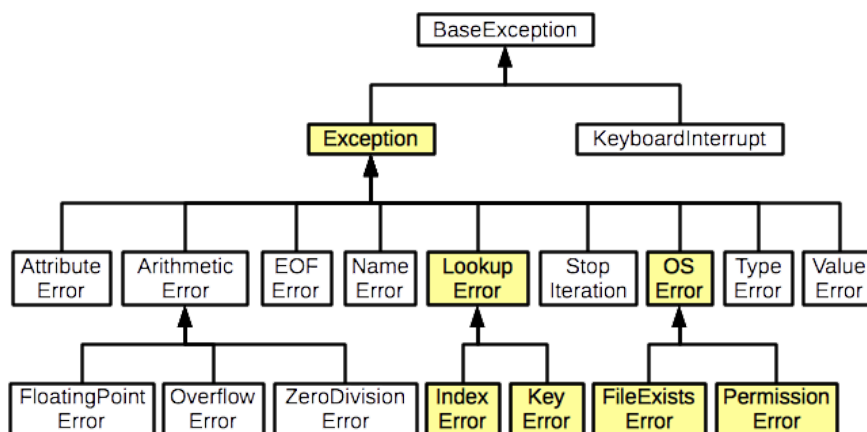 BaseException
Exception
KeyboardInterrupt
Attribute
Error
Arithmetic
Error
EOF
Error
Name
Error
Lookup
Error
Stop
Iteration
OS
Error
Type
Error
Value
Error
FloatingPoint
Error
Overflow
Error
ZeroDivision
Error
Index
Error
Key
Error
FileExists
Error
Permission
Error